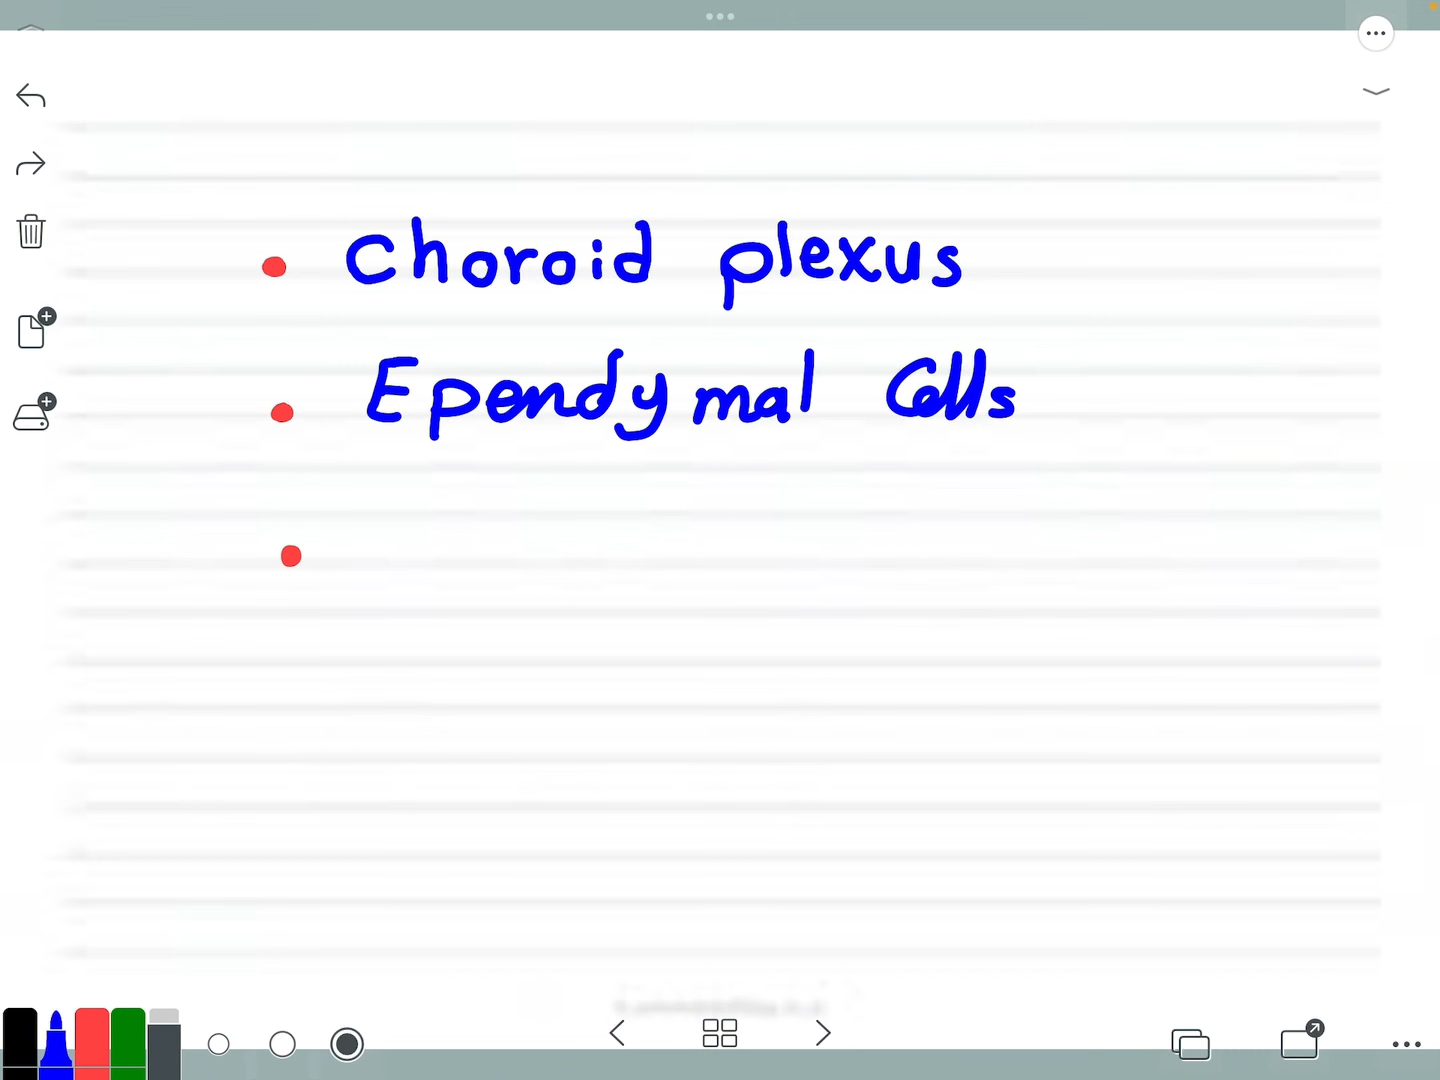 • Choroid plexus
• Ependymal Cells
•